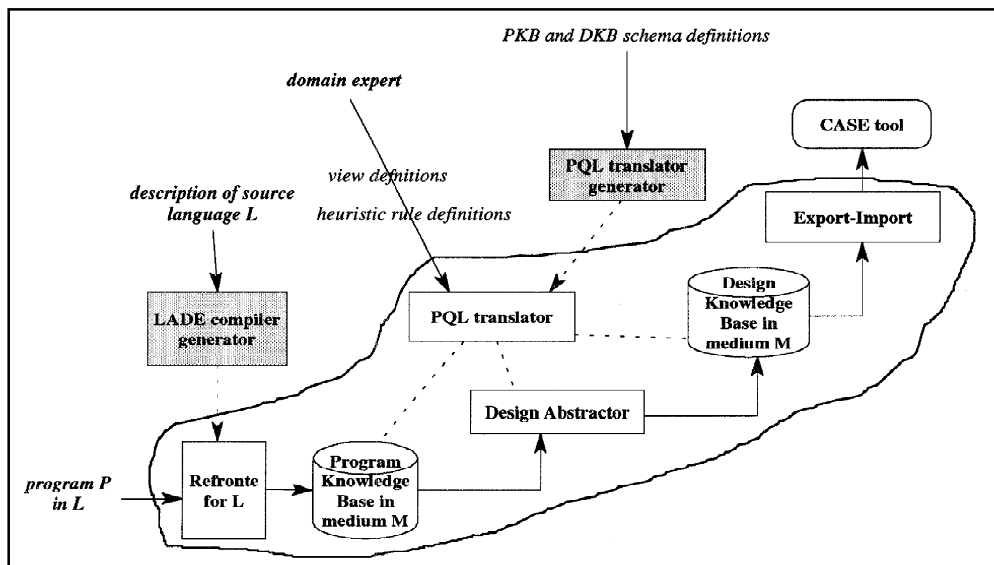 PKB and DKB schema definitions
domain expert
CASE tool
PQL translator
generator
view defnitions
heuristic rule definitions
description of source
language L
Export-Import
Design
Knowledge
Base in
medium M
LADE compiler
generator
PQL translator
Design Abstractor
Program
Knowledge
Base in
medium M
Refronte
for L
program P
in L